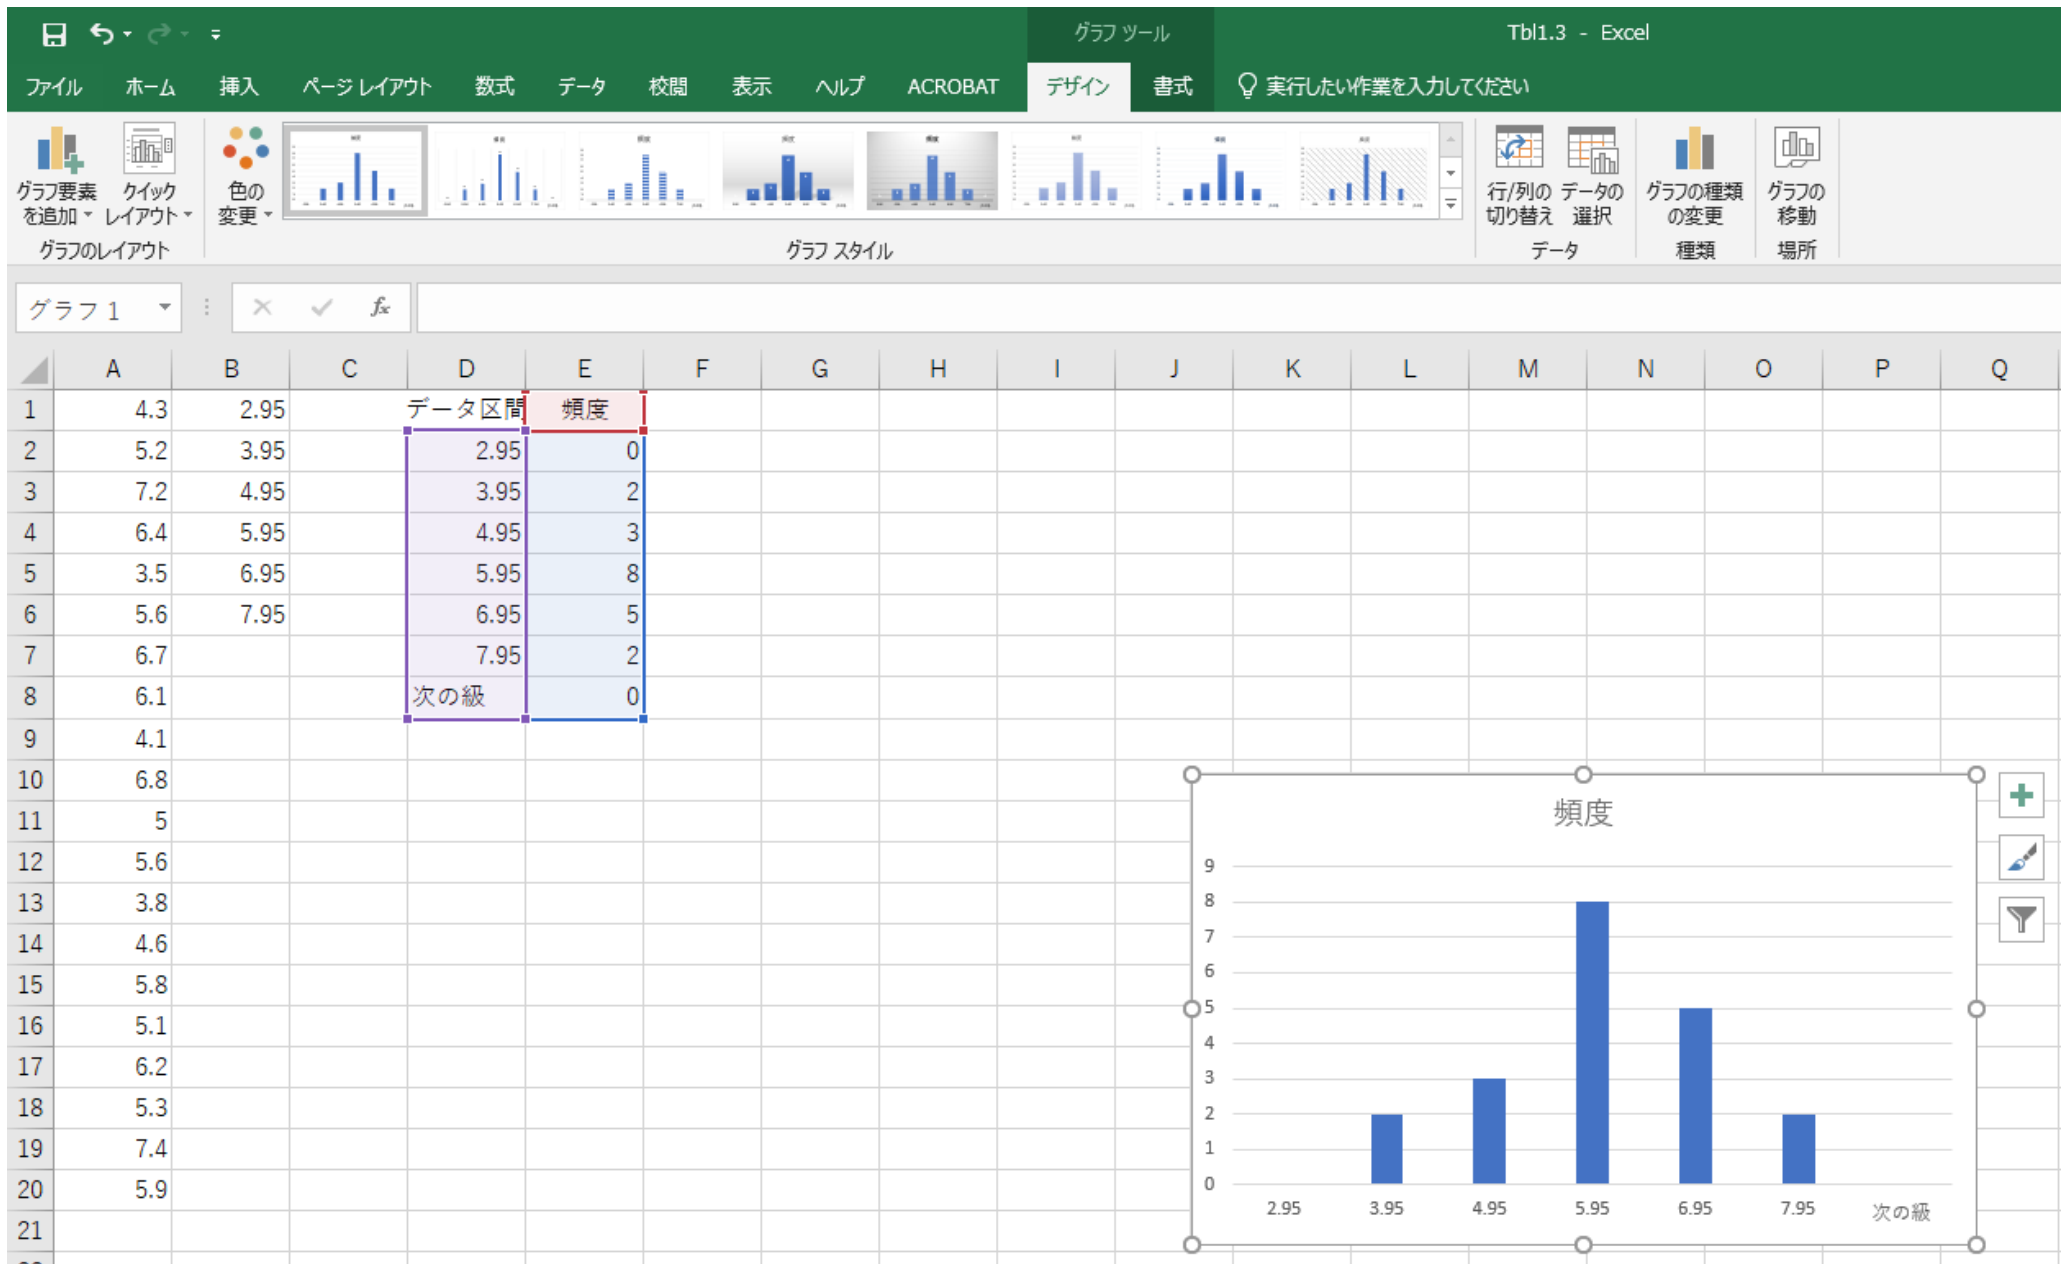 グラフ ツール
Tbl1.3 - Excel
ファイル ホーム 挿入 ページ レイアウト 数式 データ 校閲 表示 ヘルプ ACROBAT デザイン 書式 実行したい作業を入力してください
グラフ要素 クイック 色の 行/列の データの グラフの種類 グラフの
を追加 レイアウト 変更 切り替え 選択 の変更 移動
グラフのレイアウト グラフ スタイル データ 種類 場所
グラフ 1 fx
A B C D E F G H I J K L M N O P Q
1 4.3 2.95 データ区間 頻度
2 5.2 3.95 2.95 0
3 7.2 4.95 3.95 2
4 6.4 5.95 4.95 3
5 3.5 6.95 5.95 8
6 5.6 7.95 6.95 5
7 6.7 7.95 2
8 6.1 次の級 0
9 4.1
10 6.8
11 5
12 5.6
13 3.8
14 4.6
15 5.8
16 5.1
17 6.2
18 5.3
19 7.4
20 5.9
21
頻度
9
8
7
6
5
4
3
2
1
0
2.95 3.95 4.95 5.95 6.95 7.95 次の級